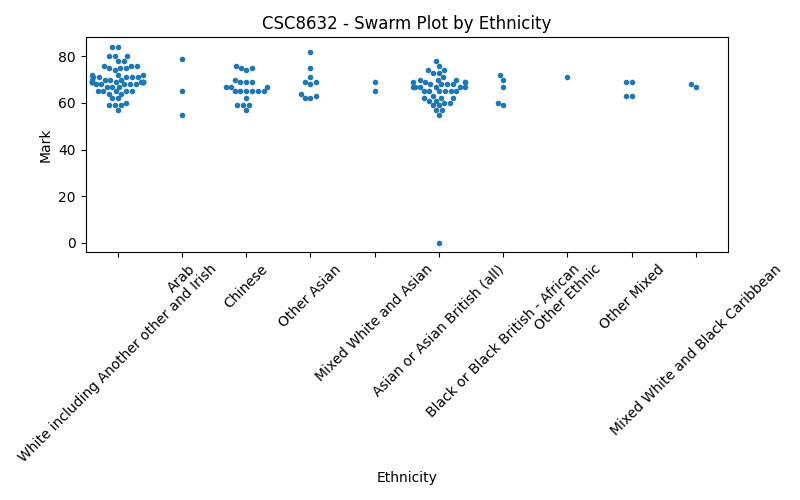 CSC8632 - Swarm Plot by Ethnicity
Mark
80
60
40
20
0
White including Another other and Irish
Arab
Chinese
Other Asian
Mixed White and Asian
Asian or Asian British (all)
Black or Black British - African
Other Ethnic
Other Mixed
Mixed White and Black Caribbean
Ethnicity